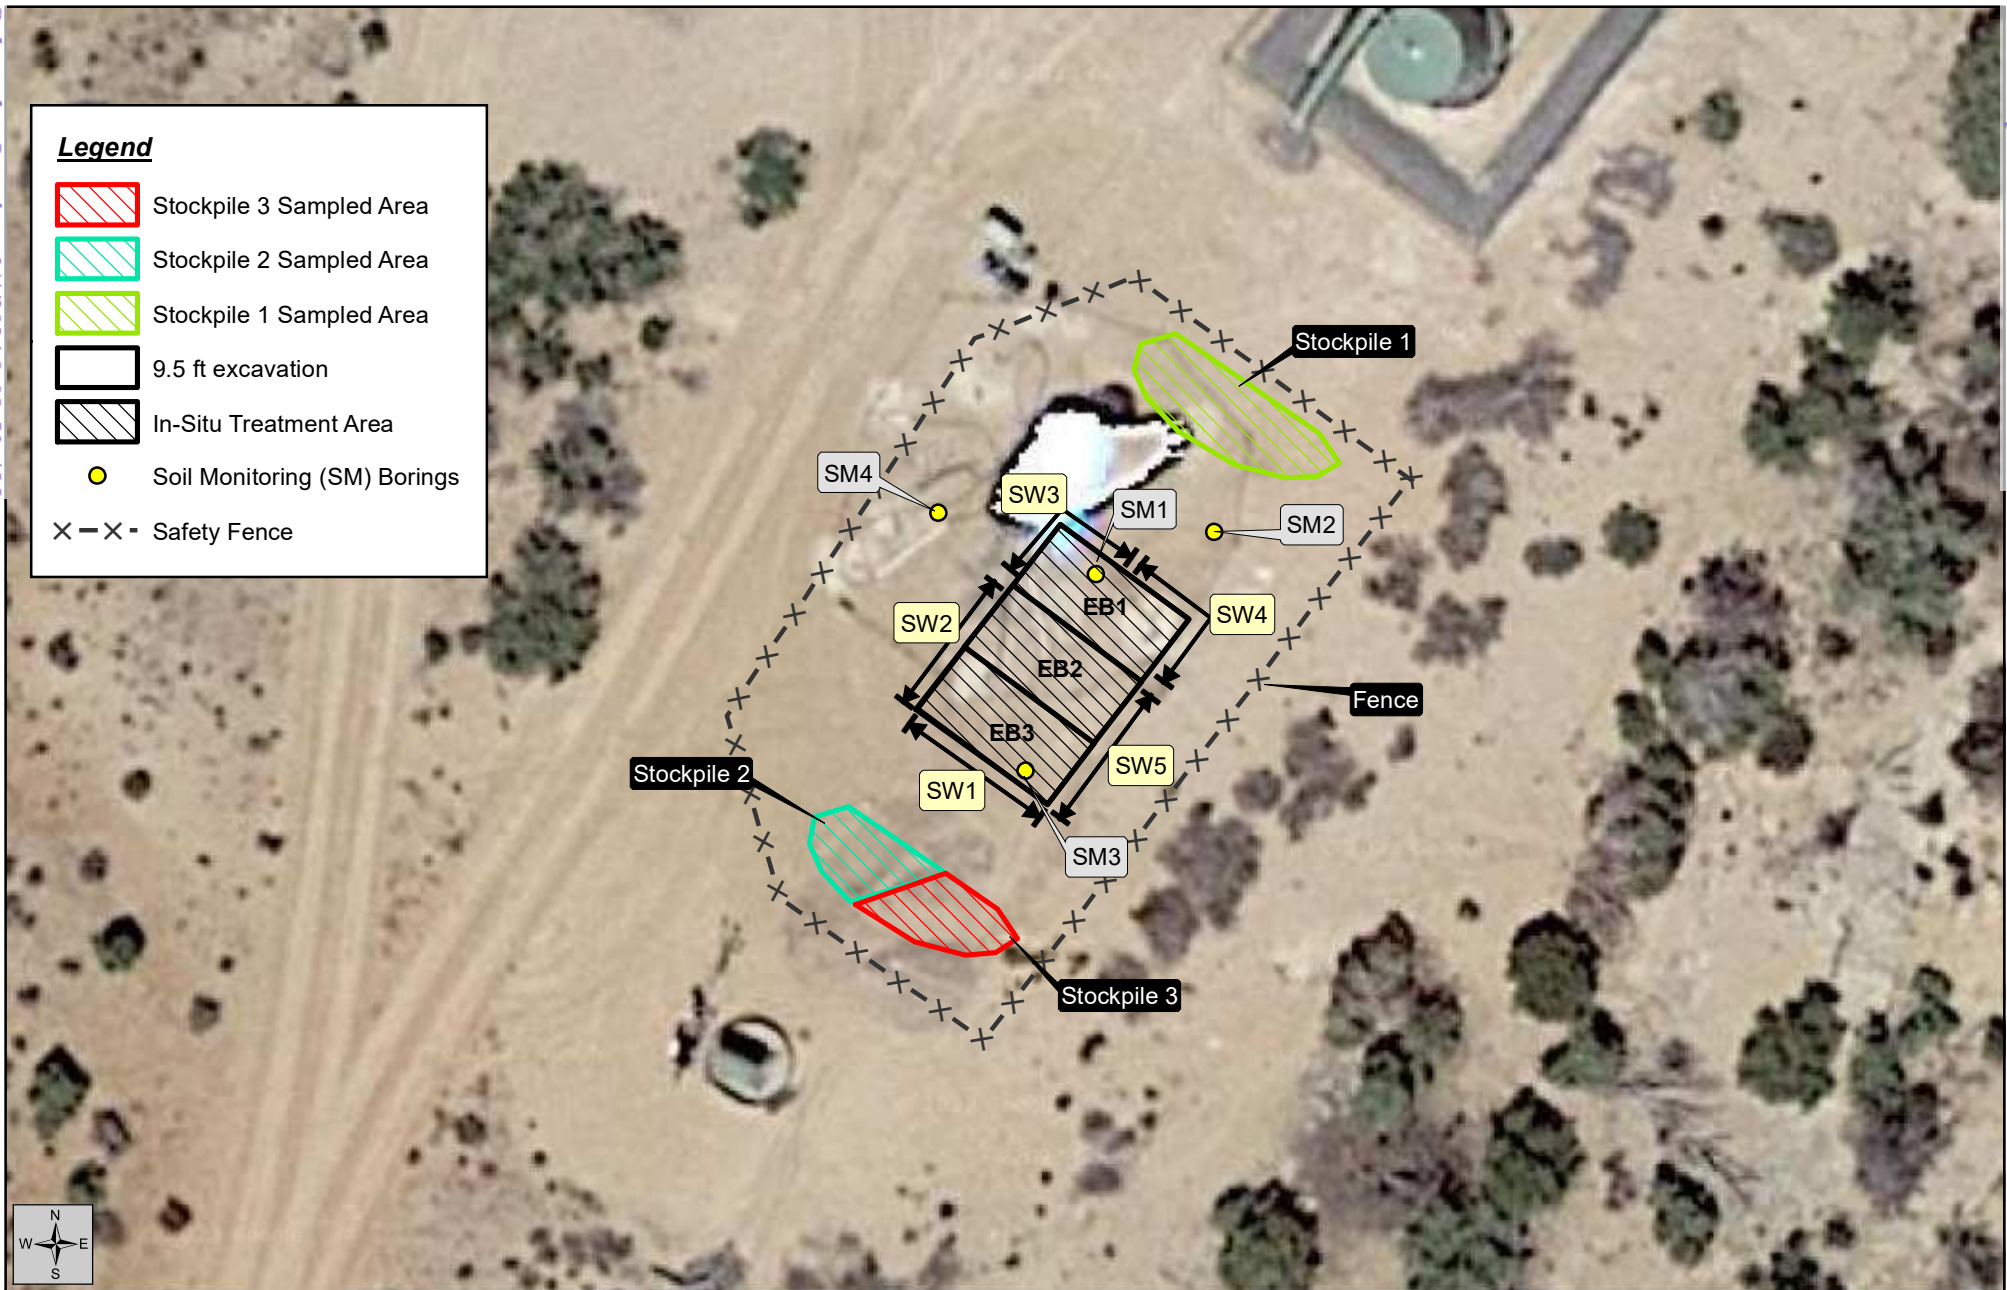 Legend
Stockpile 3 Sampled Area
Stockpile 2 Sampled Area
Stockpile 1 Sampled Area
9.5 ft excavation
In-Situ Treatment Area
Soil Monitoring (SM) Borings
Safety Fence
Stockpile 1
SM4
SW3
SM1
SM2
EB1
SW4
SW2
EB2
Fence
EB3
SW5
Stockpile 2
SW1
SM3
Stockpile 3
N
W E
S